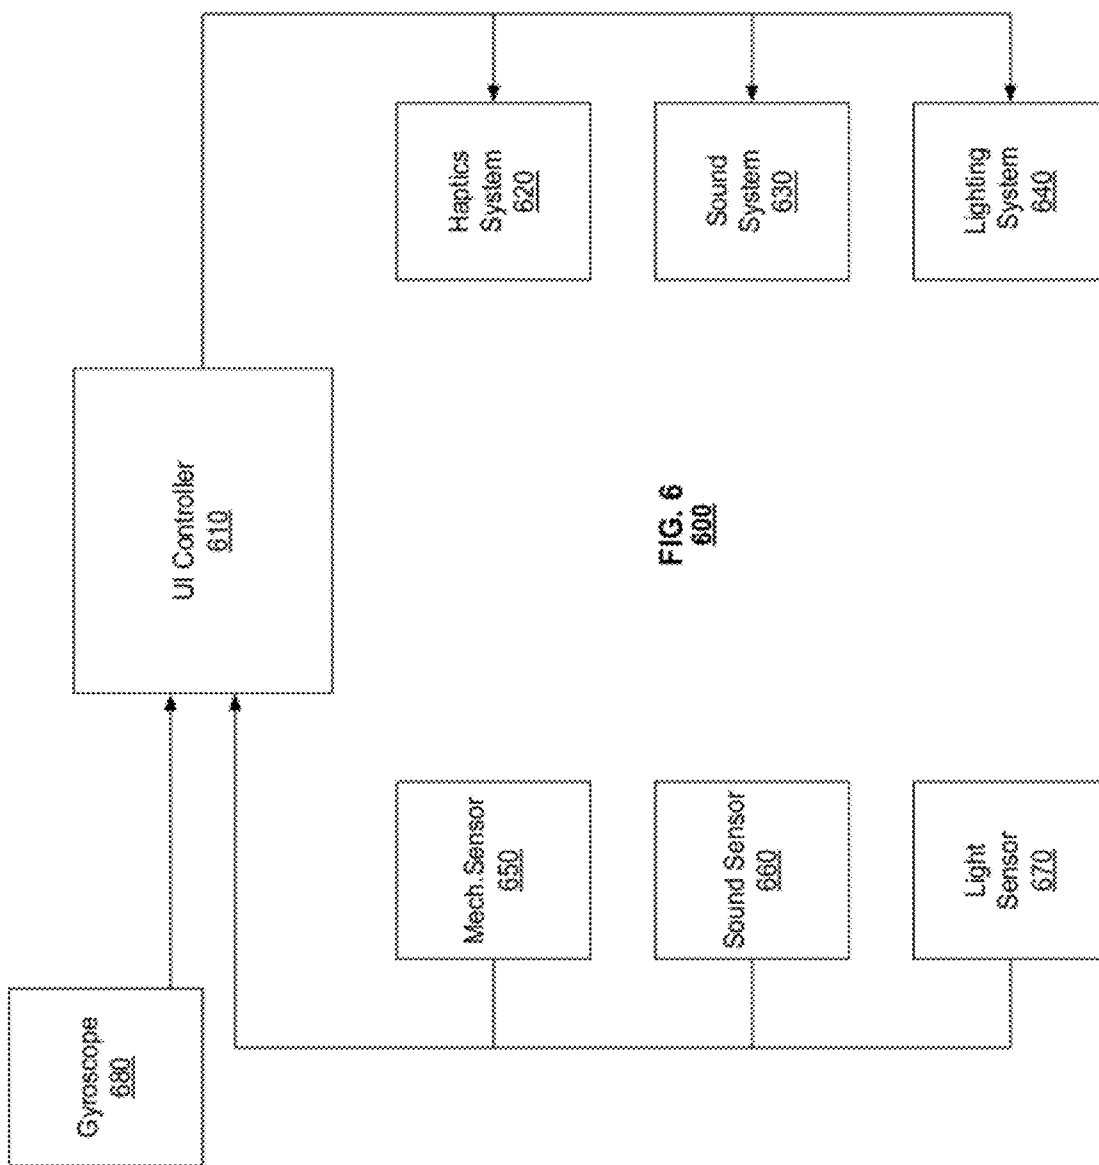 Gyroscope
680
UI Controller
610
Mech.Sensor
650
Haptics
System
620
Sound Sensor
660
Sound
System
630
Light
Sensor
670
Lighting
System
640
FIG. 6
600